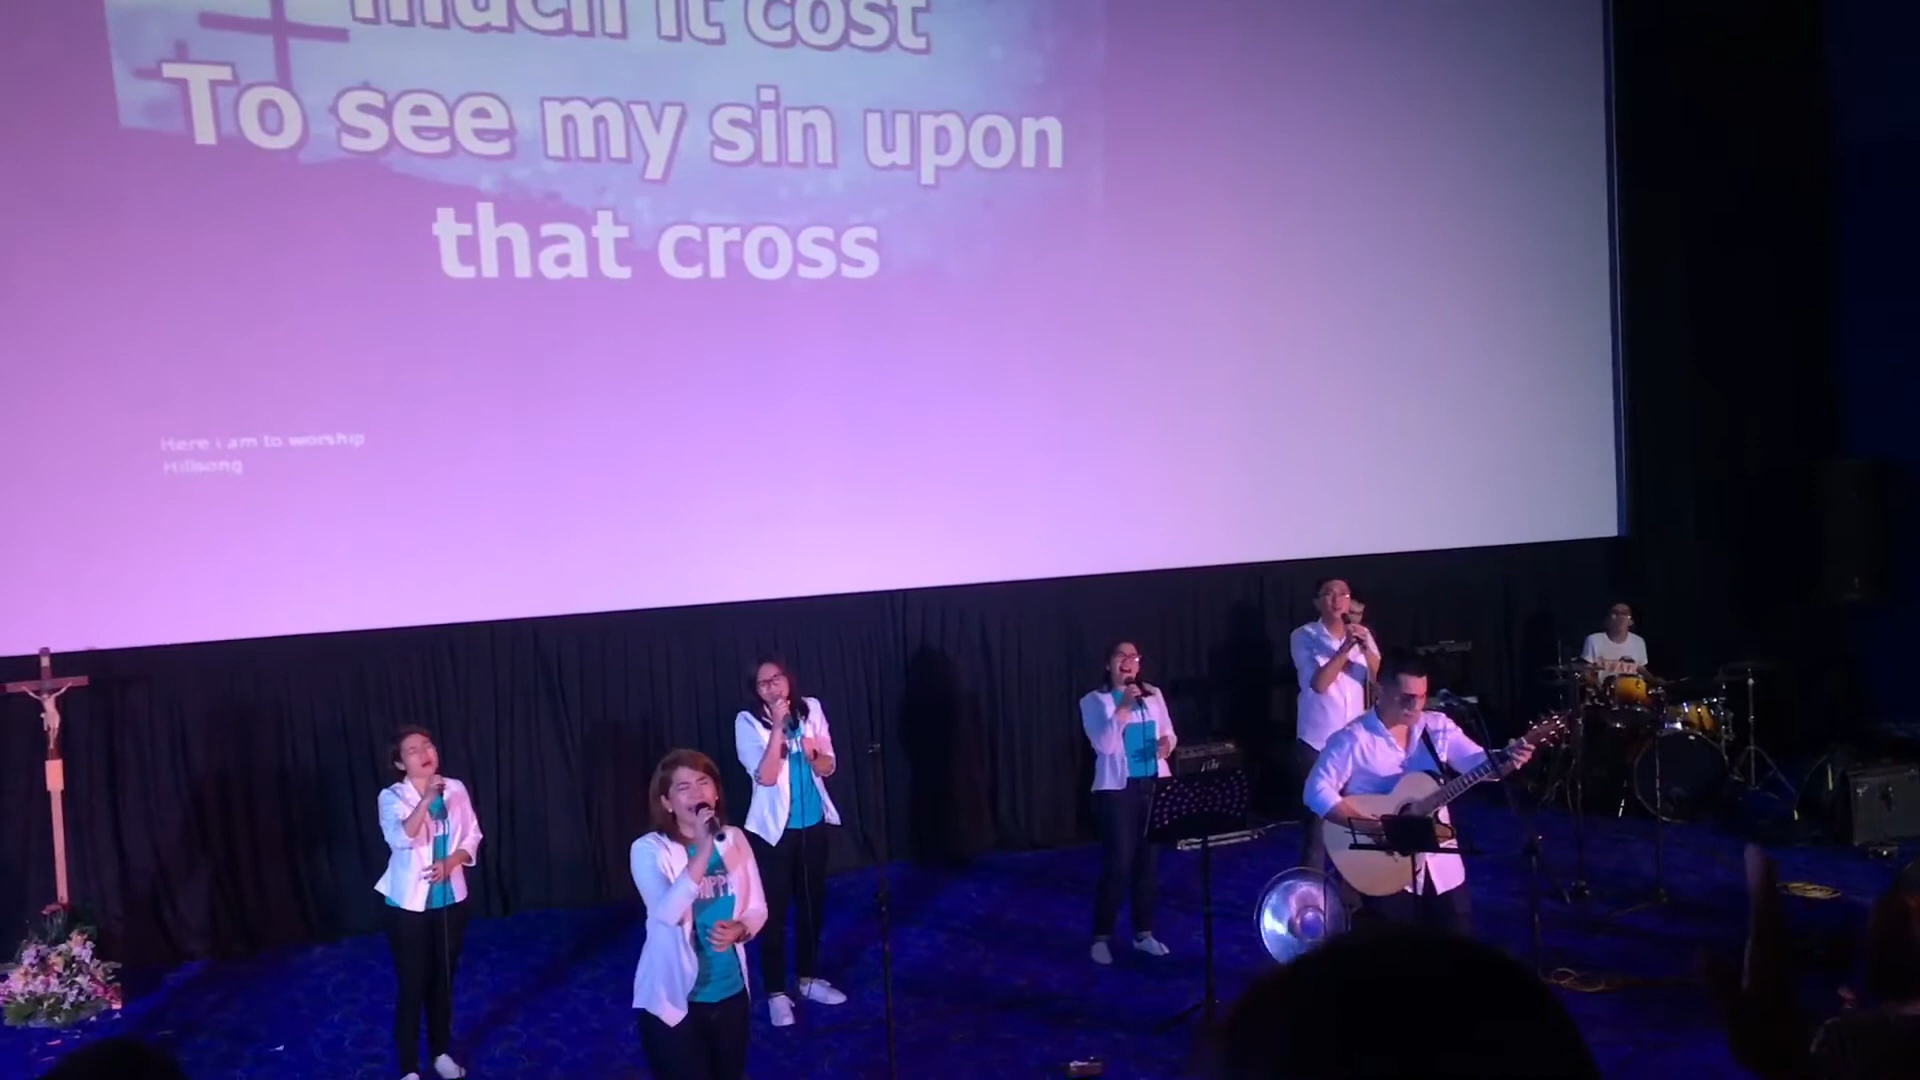 much it cost
To see my sin upon
that cross
Here i am to worship
Hillsong